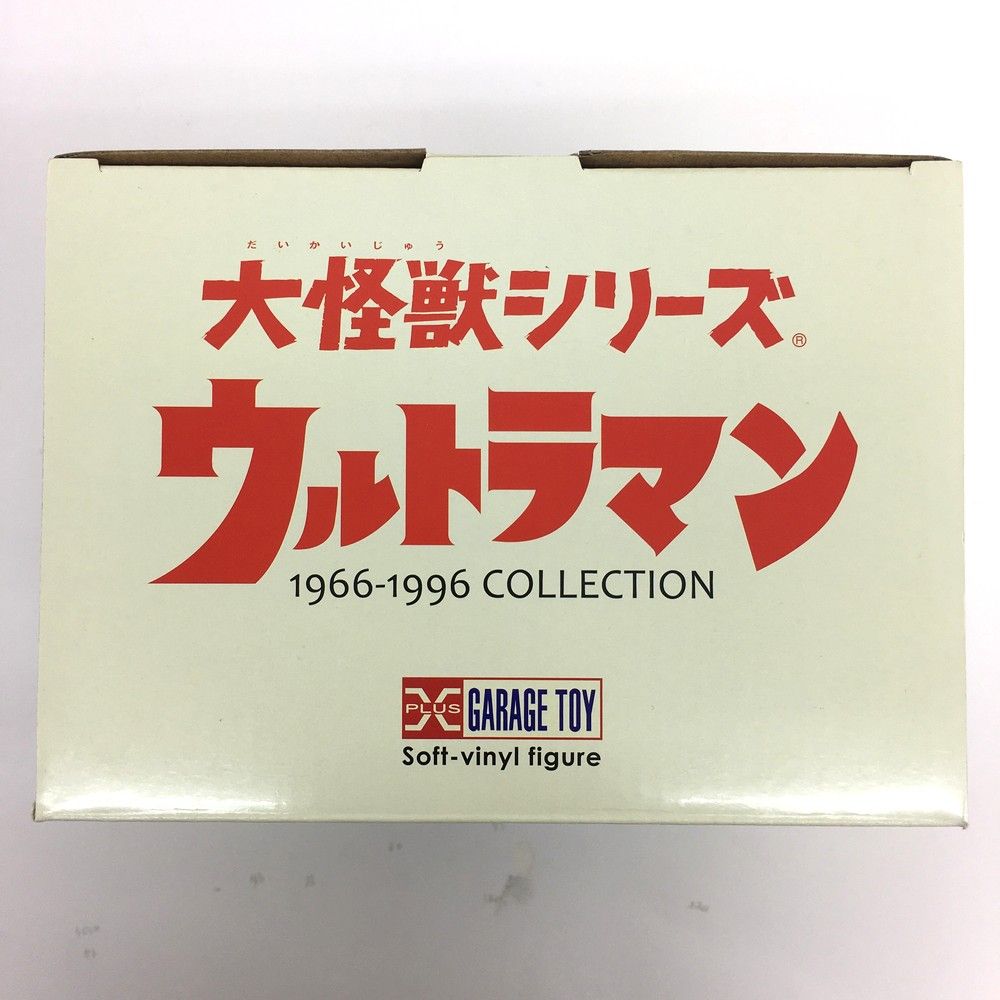 だいかいじゅう
大怪獣シリーズ®
ウルトラマン
1966-1996 COLLECTION
X PLUS GARAGE TOY
Soft-vinyl figure